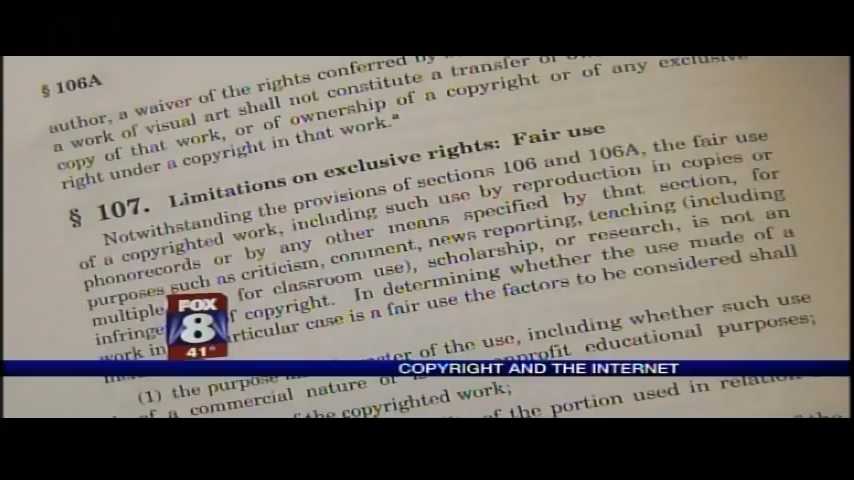 § 106A
author, a waiver of the rights conferred by
a work of visual art shall not constitute a transfer of
copy of that work, or of ownership of a copyright or of any exclusive
right under a copyright in that work.ª
§ 107. Limitations on exclusive rights: Fair use
Notwithstanding the provisions of sections 106 and 106A, the fair use
of a copyrighted work, including such use by reproduction in copies or
phonorecords or by any other means specified by that section, for
purposes such as criticism, comment, news reporting, teaching (including
multiple for classroom use), scholarship, or research, is not an
infringe f copyright. In determining whether the use made of a
work in rticular case is a fair use the factors to be considered shall
(1) the purpose ter of the use, including whether such use
of a commercial nature or nprofit educational purposes;
the copyrighted work;
of the portion used in relation
FOX
8
41°
COPYRIGHT AND THE INTERNET